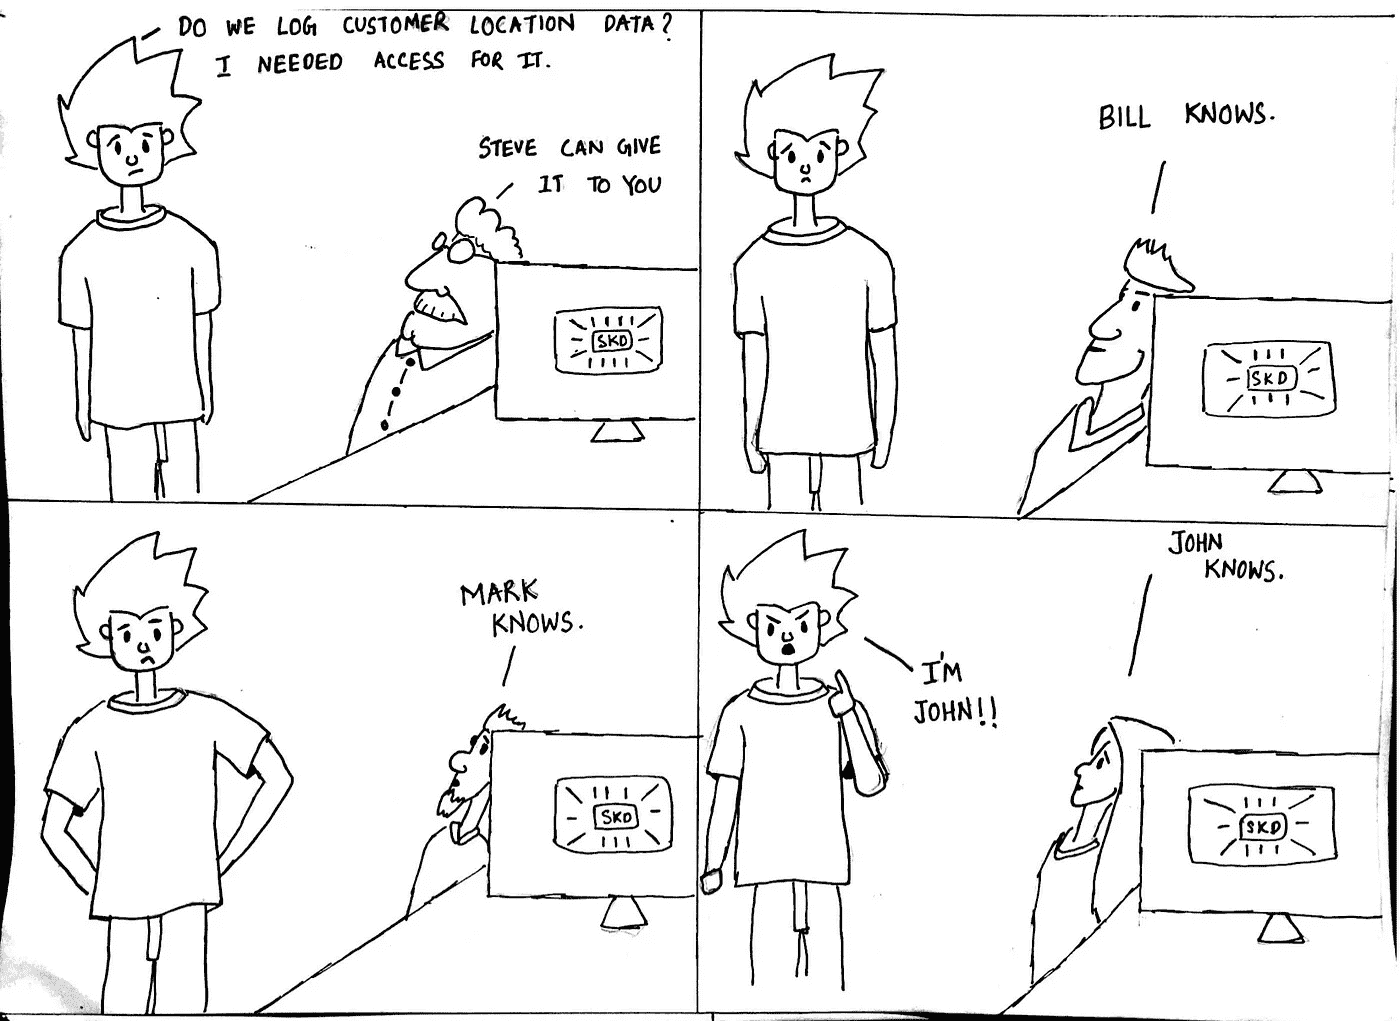 DO WE LOG CUSTOMER LOCATION DATA?
I NEEDED ACCESS FOR IT.
STEVE CAN GIVE
IT TO YOU
SKD
BILL KNOWS.
SKD
MARK
KNOWS.
SKD
JOHN
KNOWS.
I'M
JOHN!!
SKD